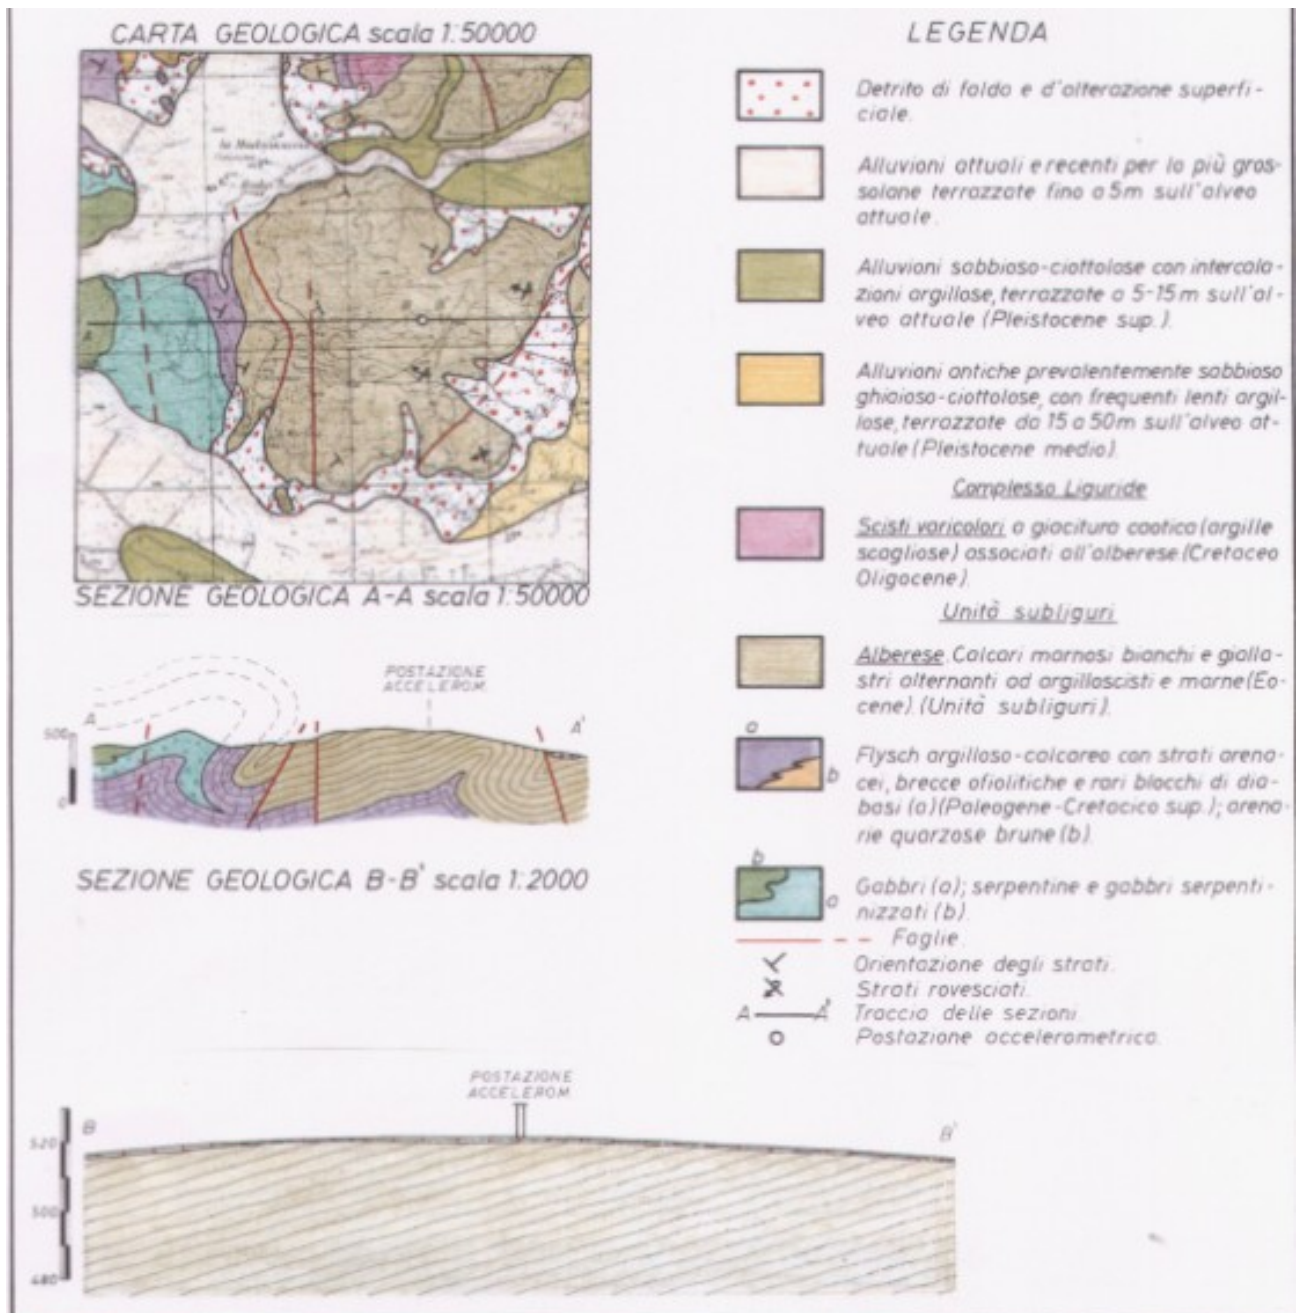 CARTA GEOLOGICA scala 1:50000
SEZIONE GEOLOGICA A-A scala 1:50000
POSTAZIONE
ACCELEROM.
A
A'
500
0
SEZIONE GEOLOGICA B-B' scala 1:2000
POSTAZIONE
ACCELEROM.
B
B'
520
500
480
LEGENDA
Detrito di falda e d'alterazione superfi-
ciale.
Alluvioni attuali e recenti per lo più gros-
solane terrazzate fino a 5m sull'alveo
attuale.
Alluvioni sabbioso-ciottolose con intercala
zioni argillose, terrazzate a 5-15m sull'al-
veo attuale (Pleistocene sup.).
Alluvioni antiche prevalentemente sabbioso
ghiaioso-ciottolose, con frequenti lenti argil-
lose, terrazzate da 15 a 50m sull'alveo at-
tuale (Pleistocene medio).
Complesso Liguride
Scisti varicolori a giacitura caotica (argille
scagliose) associati all'alberese (Cretaceo
Oligocene).
Unità subliguri
Alberese. Calcari marnosi bianchi e gialla-
stri alternanti ad argilloscisti e marne (Eo-
cene). (Unità subliguri).
a
b
Flysch argilloso-calcareo con strati arena-
cei, brecce ofiolitiche e rari blocchi di dia-
basi (a) (Paleogene-Cretacico sup.); arena-
rie quarzose brune (b).
b
a
Gabbri (a); serpentine e gabbri serpenti-
nizzati (b).
Faglie.
Orientazione degli strati.
Strati rovesciati.
A A' Traccia delle sezioni.
Postazione accelerometrica.